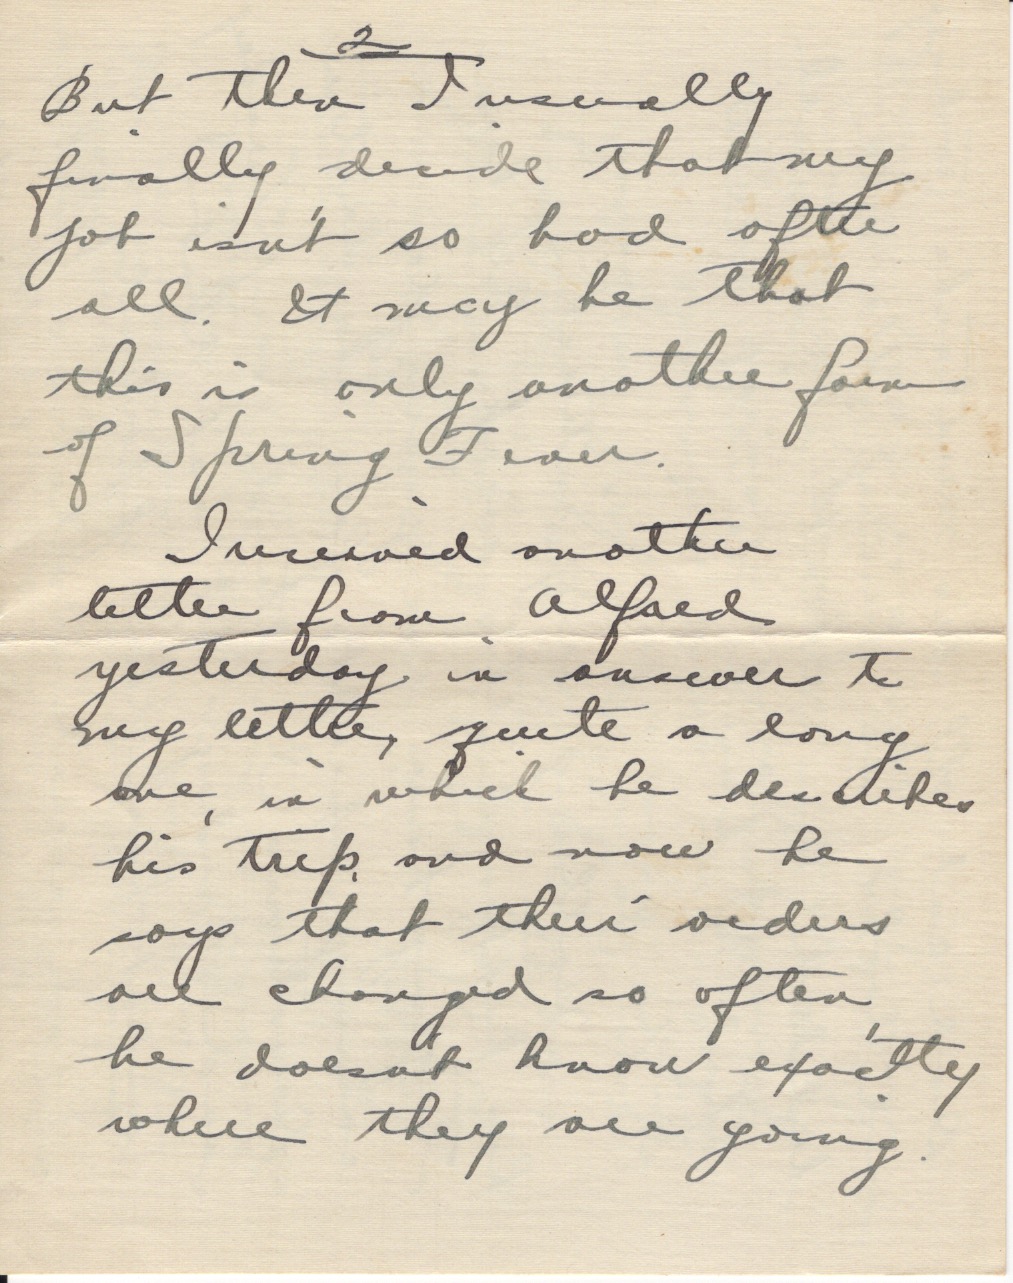 2
But then I usually
finally decide that my
job isn't so bad after
all. It may be that
this is only another form
of Spring Fever.
I received another
letter from Alfred
yesterday in answer to
my letter, quite a long
one, in which he describes
his trip, and now he
says that their orders
are changed so often,
he doesn't know exactly
where they are going.